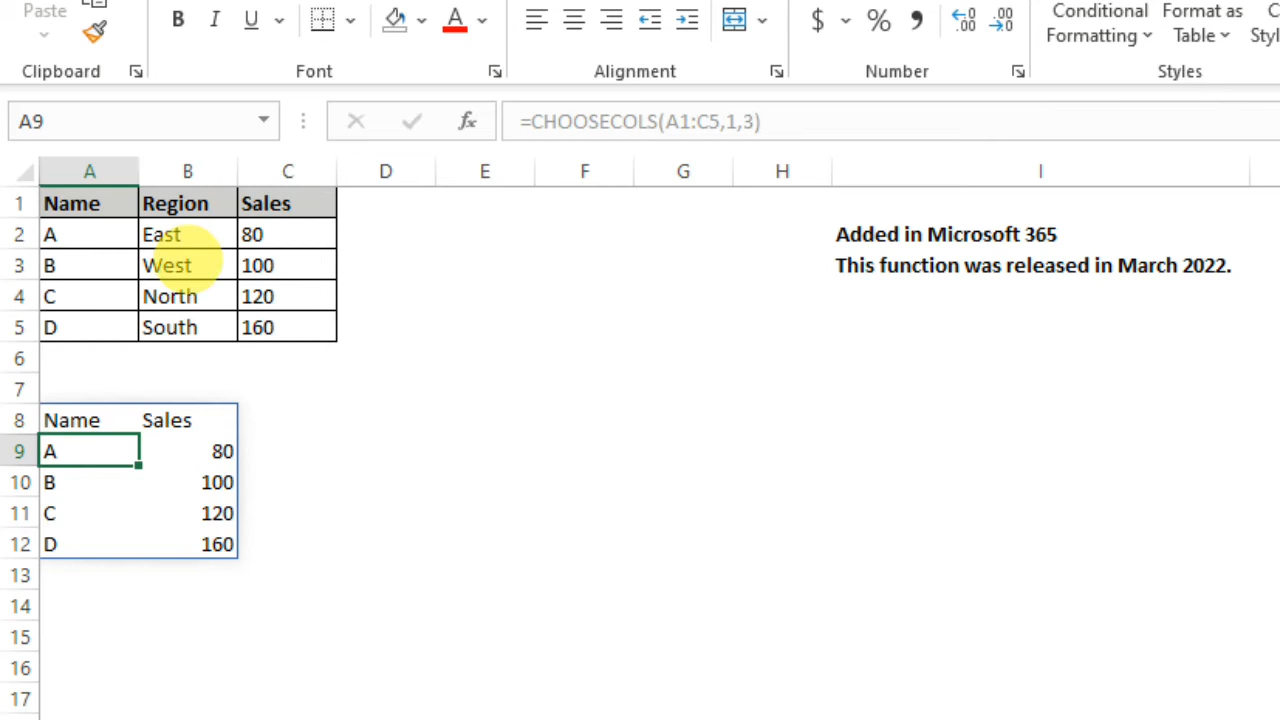 Paste
B I U A
$ % 9
Conditional Formatting
Format as Table
Clipboard Font Alignment Number Styles
A9 fx =CHOOSECOLS(A1:C5,1,3)
A B C D E F G H I
1 Name Region Sales
2 A East 80 Added in Microsoft 365
3 B West 100 This function was released in March 2022.
4 C North 120
5 D South 160
6
7
8 Name Sales
9 A 80
10 B 100
11 C 120
12 D 160
13
14
15
16
17